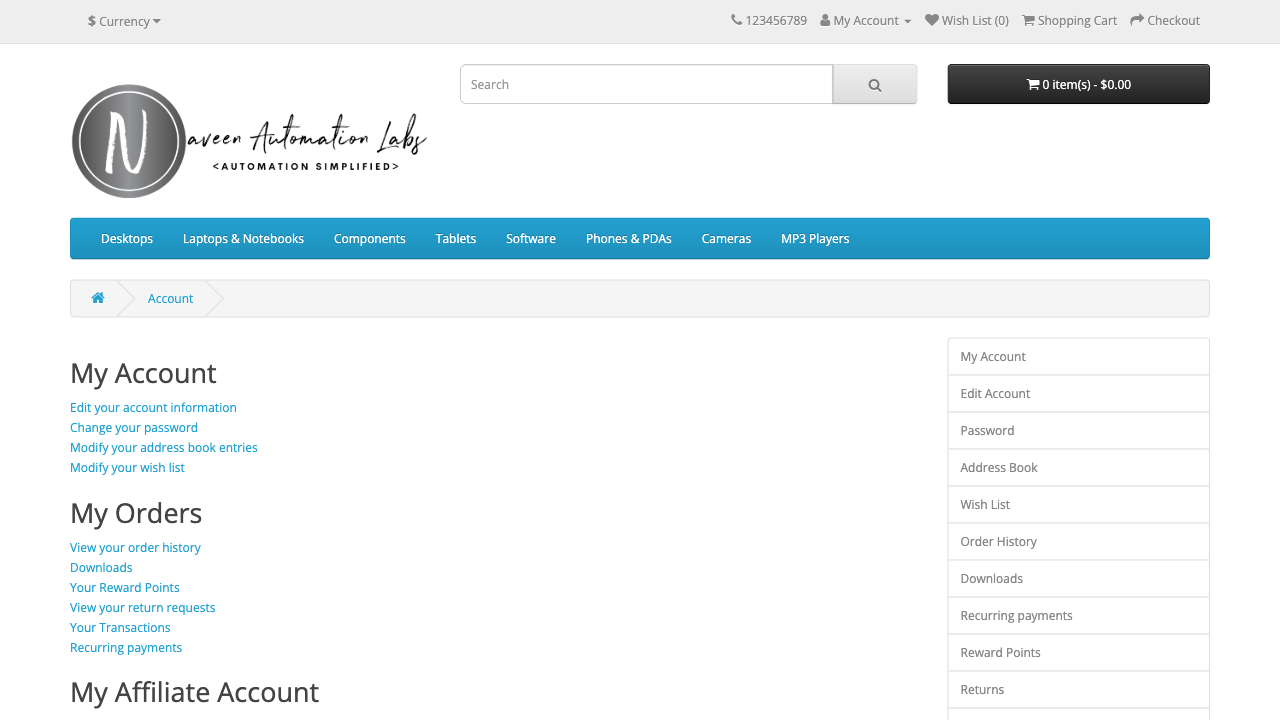 $ Currency
123456789 My Account Wish List (0) Shopping Cart Checkout
Search
0 item(s) - $0.00
N
aveen Automation Labs
<AUTOMATION SIMPLIFIED>
Desktops Laptops & Notebooks Components Tablets Software Phones & PDAs Cameras MP3 Players
Account
My Account
Edit your account information
Change your password
Modify your address book entries
Modify your wish list
My Orders
View your order history
Downloads
Your Reward Points
View your return requests
Your Transactions
Recurring payments
My Affiliate Account
My Account
Edit Account
Password
Address Book
Wish List
Order History
Downloads
Recurring payments
Reward Points
Returns